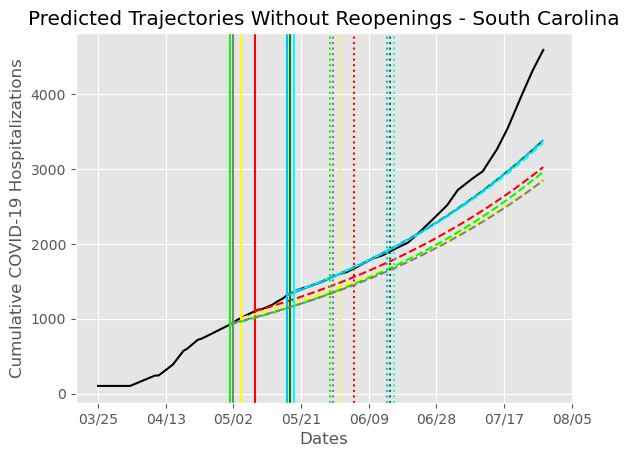 Predicted Trajectories Without Reopenings - South Carolina
Cumulative COVID-19 Hospitalizations
4000
3000
2000
1000
0
03/25 04/13 05/02 05/21 06/09 06/28 07/17 08/05
Dates